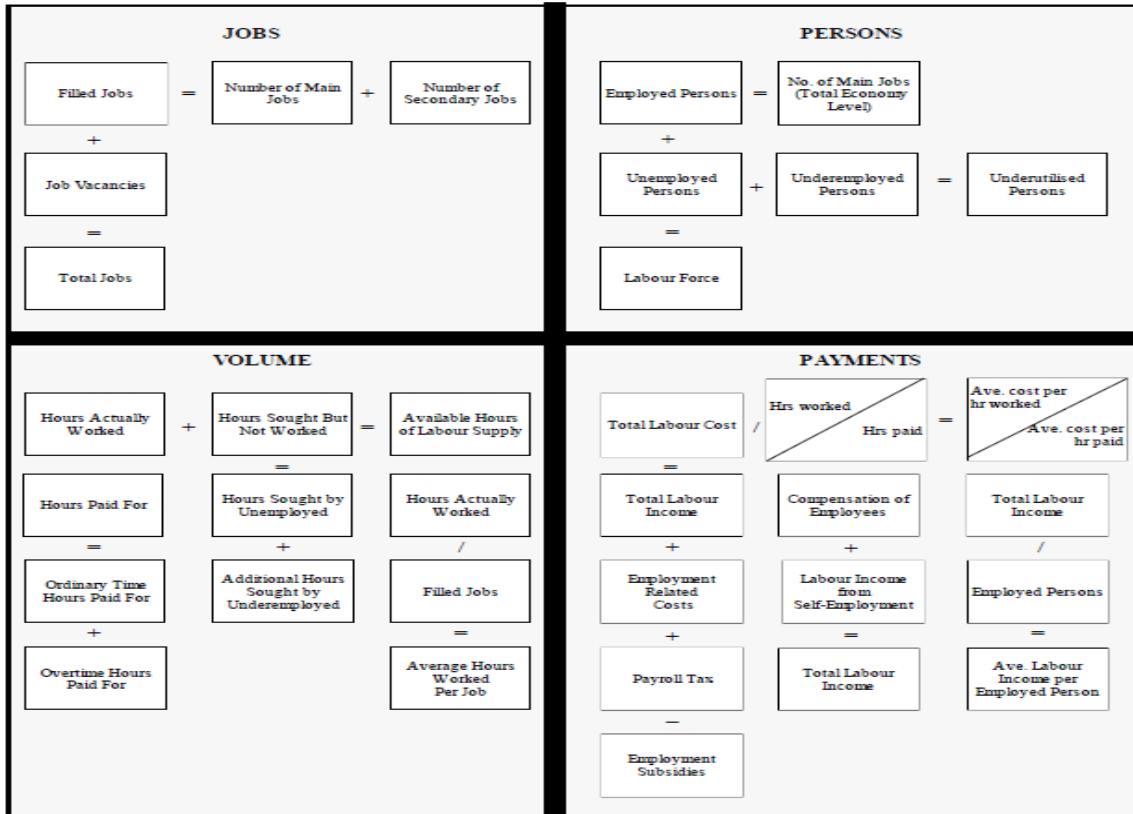 JOBS
Filled Jobs
=
Number of Main
Jobs
+
Number of
Secondary Jobs
+
Job Vacancies
=
Total Jobs
PERSONS
Employed Persons
=
No. of Main Jobs
(Total Economy
Level)
+
Unemployed
Persons
+
Underemployed
Persons
=
Underutilised
Persons
=
Labour Force
VOLUME
Hours Actually
Worked
+
Hours Sought But
Not Worked
=
Available Hours
of Labour Supply
=
Hours Paid For
Hours Sought by
Unemployed
Hours Actually
Worked
=
+
/
Ordinary Time
Hours Paid For
Additional Hours
Sought by
Underemployed
Filled Jobs
+
=
Overtime Hours
Paid For
Average Hours
Worked
Per Job
PAYMENTS
Total Labour Cost
/
Hrs worked
Hrs paid
=
Ave. cost per
hr worked
Ave. cost per
hr paid
=
Total Labour
Income
Compensation of
Employees
Total Labour
Income
+
+
/
Employment
Related
Costs
Labour Income
from
Self-Employment
Employed Persons
+
=
=
Payroll Tax
Total Labour
Income
Ave. Labour
Income per
Employed Person
-
Employment
Subsidies